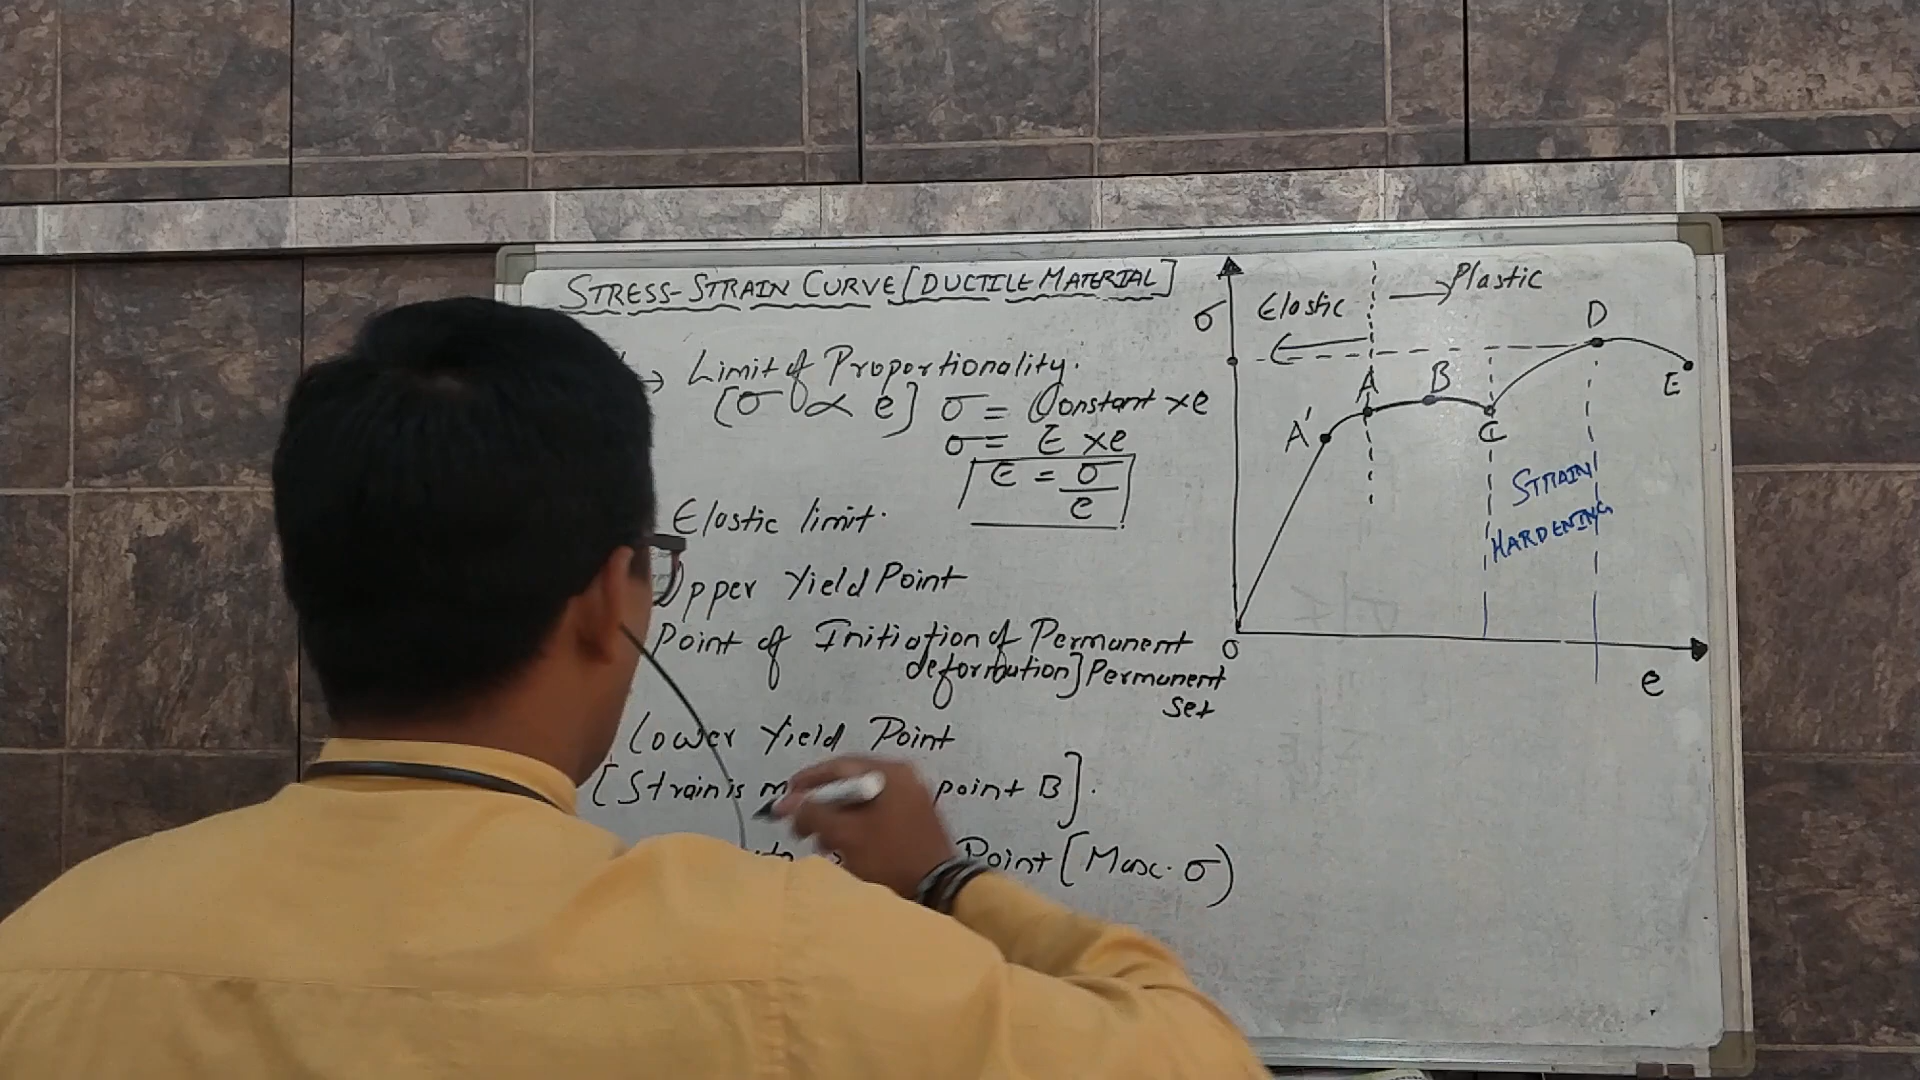 STRESS-STRAIN CURVE [DUCTILE MATERIAL]
→ Limit of Proportionality.
[σ ∝ e] σ = Constant × e
σ = E × e
E = σ/e
Elastic limit.
Upper Yield Point
Point of Initiation of Permanent
deformation] Permanent
set
Lower Yield Point
[Strain is point B].
Point [Max. σ)
σ
Elastic
→ Plastic
A'
A
B
C
D
E
STRAIN
HARDENING
O
e